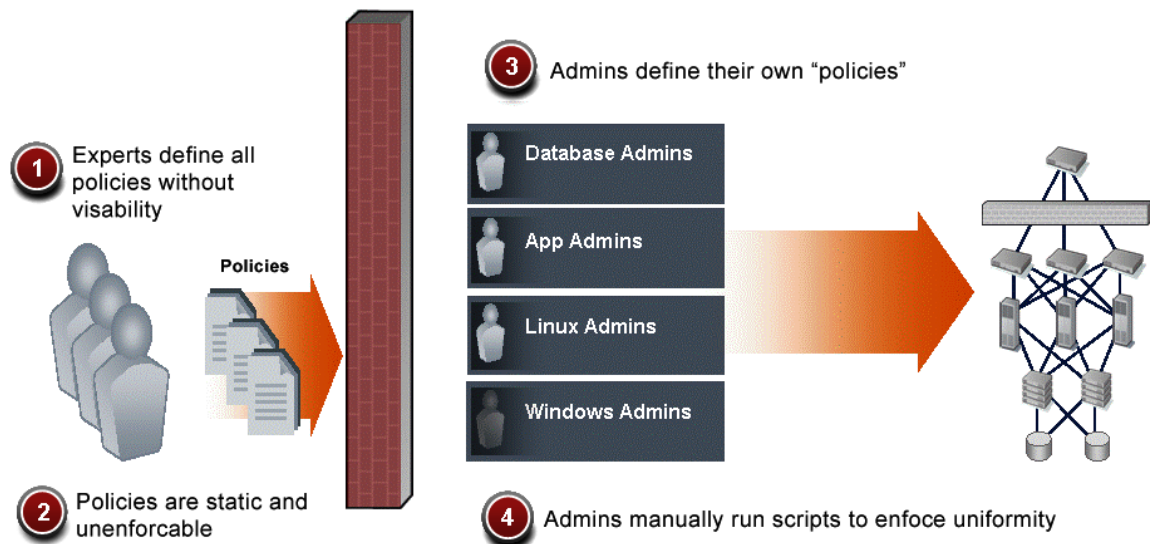 1
Experts define all
policies without
visability
Policies
2
Policies are static and
unenforcable
3
Admins define their own “policies”
Database Admins
App Admins
Linux Admins
Windows Admins
4
Admins manually run scripts to enfoce uniformity